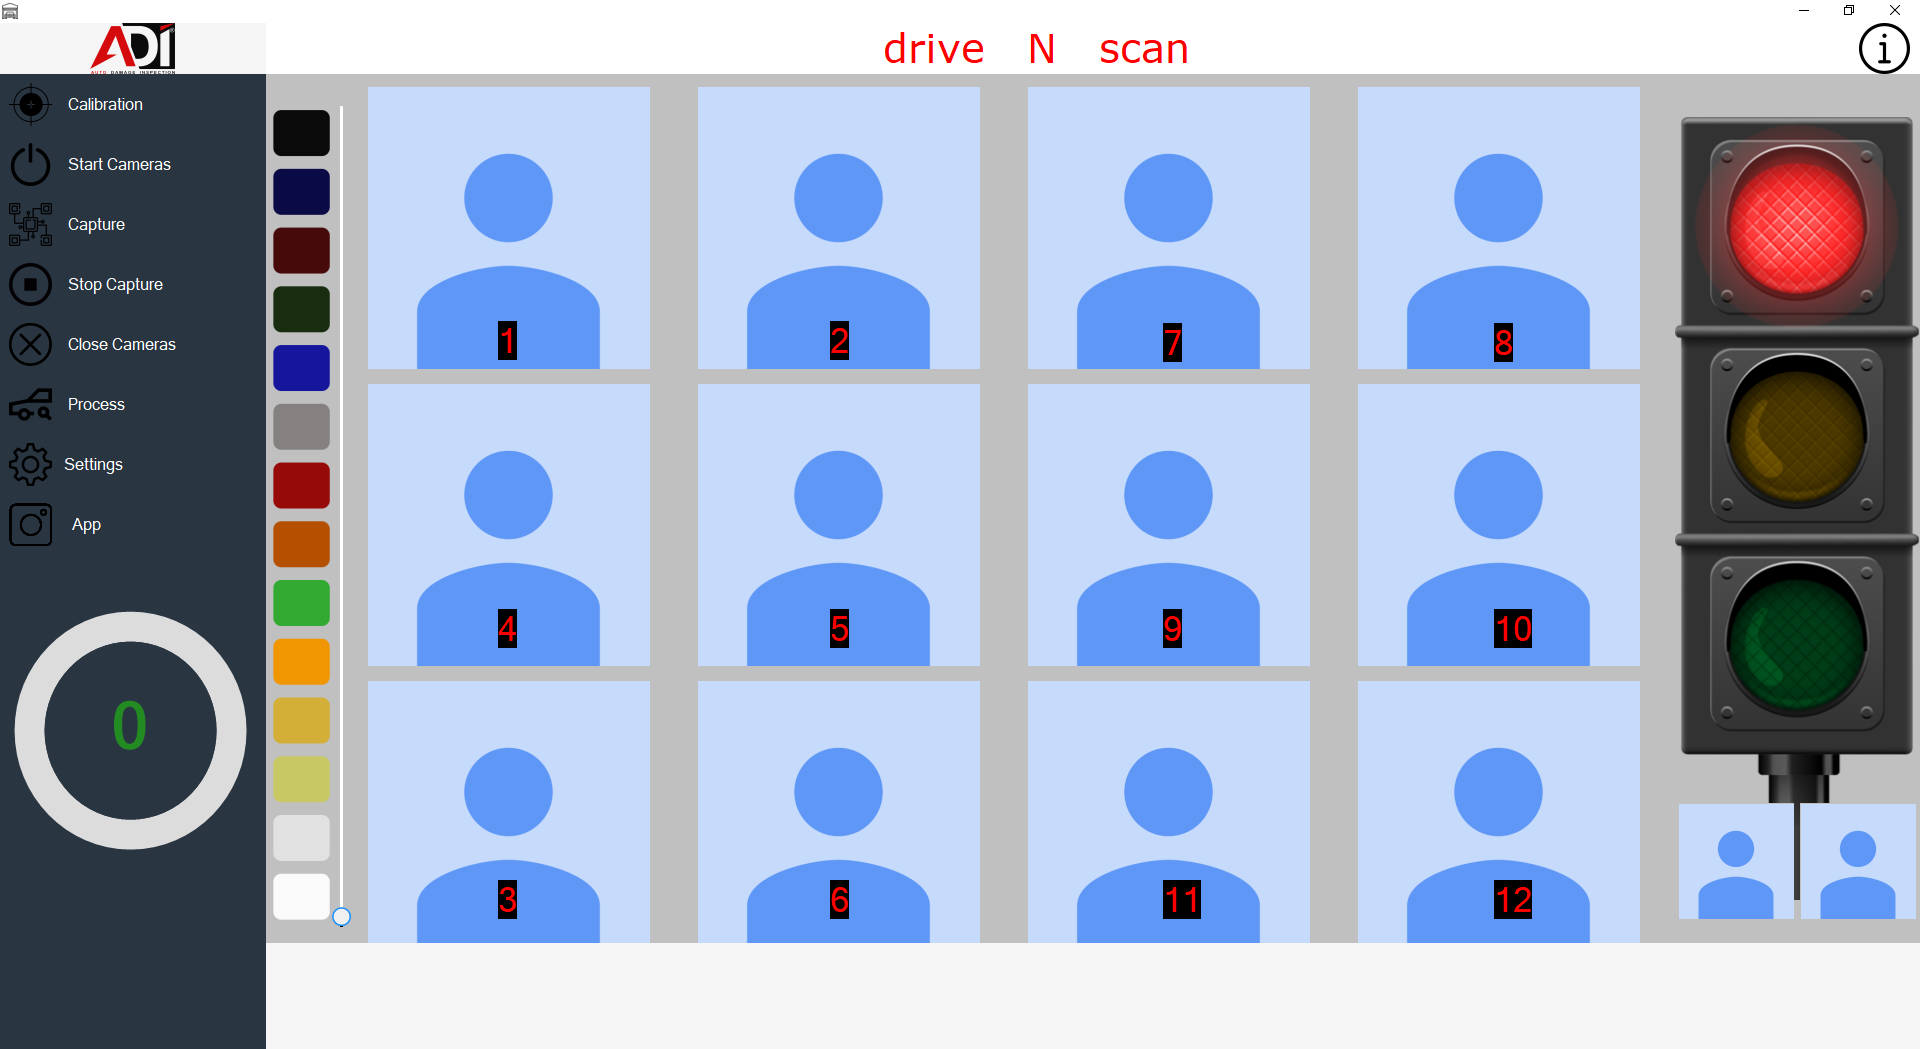 ADI
AUTO DAMAGE INSPECTION
drive N scan
Calibration
Start Cameras
Capture
Stop Capture
Close Cameras
Process
Settings
App
0
1
2
7
8
4
5
9
10
3
6
11
12